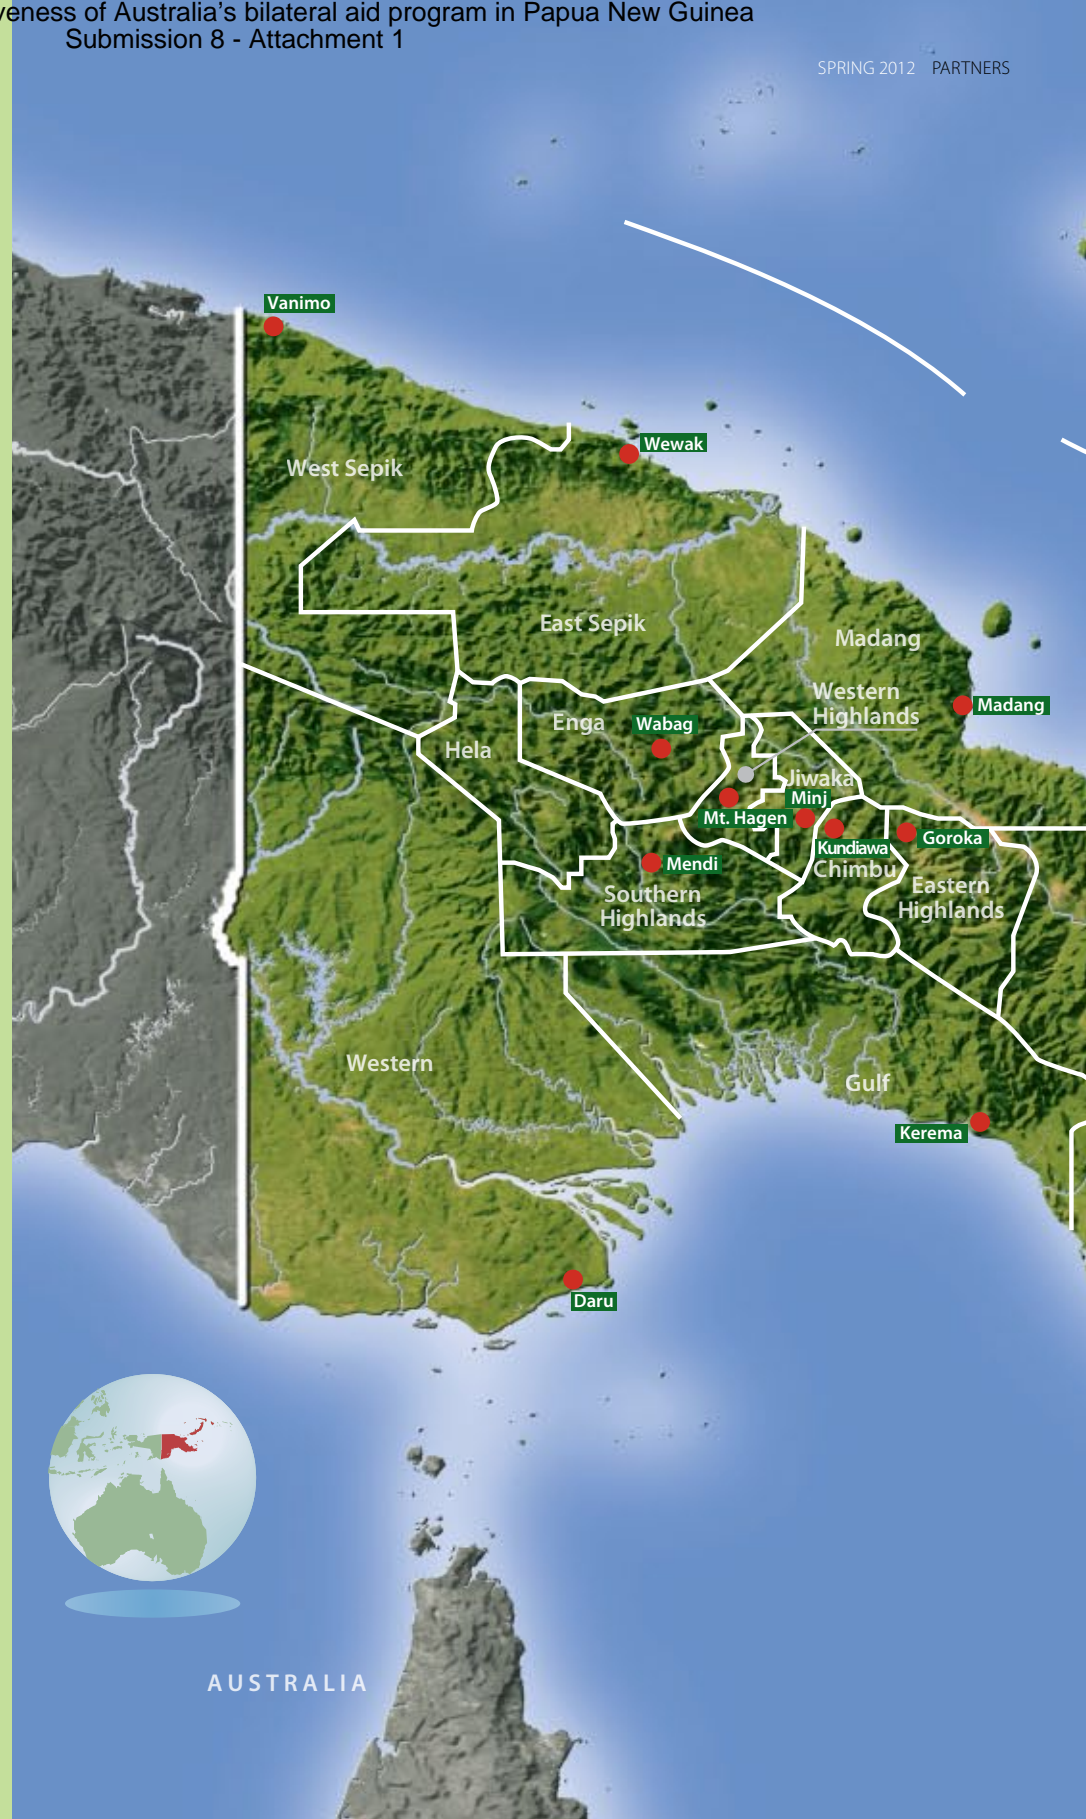 veness of Australia's bilateral aid program in Papua New Guinea
Submission 8 - Attachment 1
SPRING 2012 PARTNERS
Vanimo
Wewak
West Sepik
East Sepik
Madang
Western
Highlands
Madang
Enga
Wabag
Hela
Jiwaka
Minj
Mt. Hagen
Goroka
Kundiawa
Mendi
Chimbu
Southern
Highlands
Eastern
Highlands
Western
Gulf
Kerema
Daru
AUSTRALIA